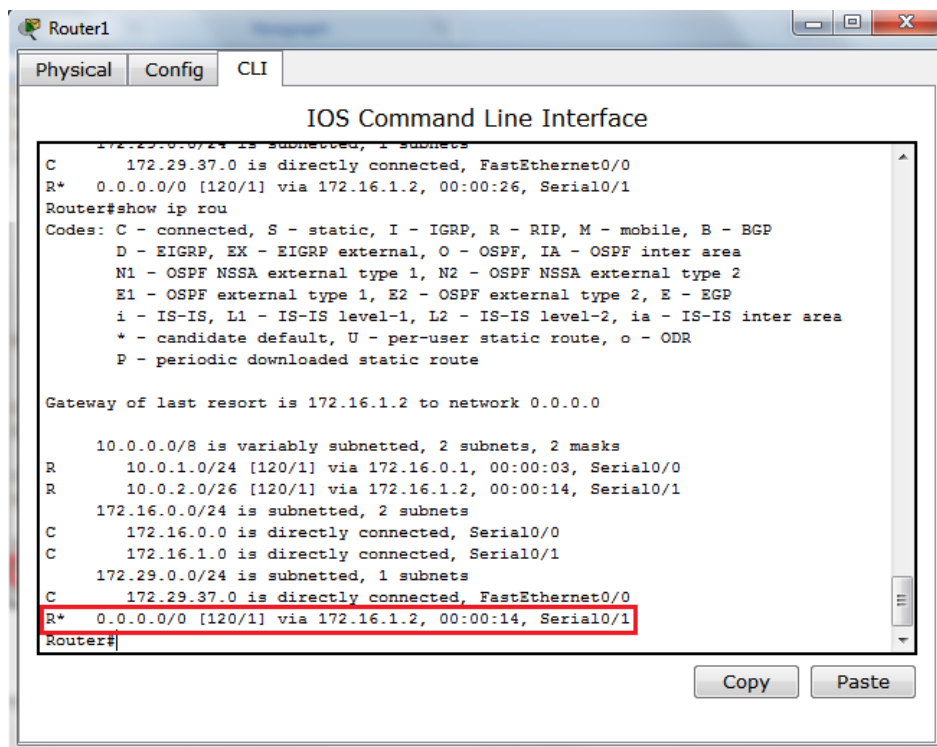 Router1
Physical Config CLI
IOS Command Line Interface
172.29.0.0/24 is subnetted, 1 subnets
C 172.29.37.0 is directly connected, FastEthernet0/0
R* 0.0.0.0/0 [120/1] via 172.16.1.2, 00:00:26, Serial0/1
Router#show ip rou
Codes: C - connected, S - static, I - IGRP, R - RIP, M - mobile, B - BGP
D - EIGRP, EX - EIGRP external, O - OSPF, IA - OSPF inter area
N1 - OSPF NSSA external type 1, N2 - OSPF NSSA external type 2
E1 - OSPF external type 1, E2 - OSPF external type 2, E - EGP
i - IS-IS, L1 - IS-IS level-1, L2 - IS-IS level-2, ia - IS-IS inter area
* - candidate default, U - per-user static route, o - ODR
P - periodic downloaded static route
Gateway of last resort is 172.16.1.2 to network 0.0.0.0
10.0.0.0/8 is variably subnetted, 2 subnets, 2 masks
R 10.0.1.0/24 [120/1] via 172.16.0.1, 00:00:03, Serial0/0
R 10.0.2.0/26 [120/1] via 172.16.1.2, 00:00:14, Serial0/1
172.16.0.0/24 is subnetted, 2 subnets
C 172.16.0.0 is directly connected, Serial0/0
C 172.16.1.0 is directly connected, Serial0/1
172.29.0.0/24 is subnetted, 1 subnets
C 172.29.37.0 is directly connected, FastEthernet0/0
R* 0.0.0.0/0 [120/1] via 172.16.1.2, 00:00:14, Serial0/1
Router#
Copy Paste